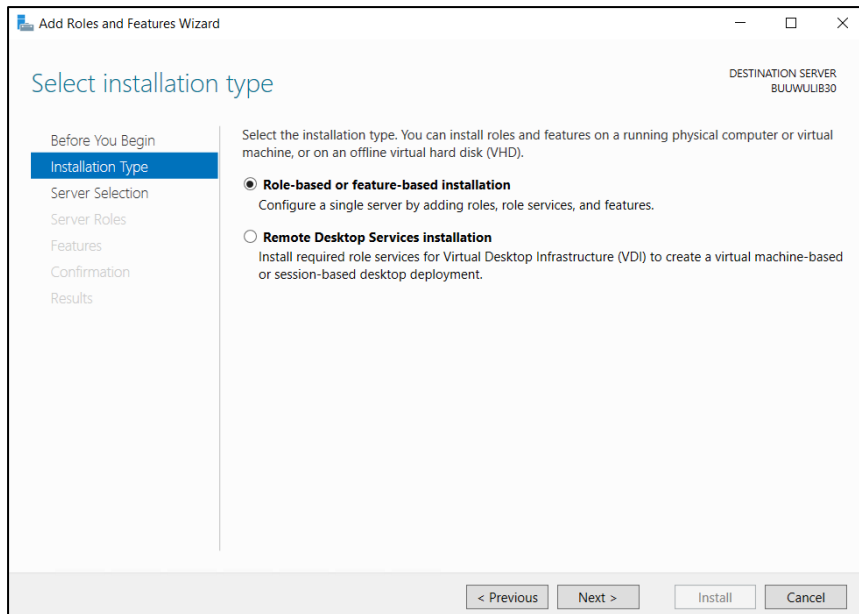 Add Roles and Features Wizard
Select installation type
DESTINATION SERVER
BUUWULIB30
Before You Begin
Installation Type
Server Selection
Server Roles
Features
Confirmation
Results
Select the installation type. You can install roles and features on a running physical computer or virtual
machine, or on an offline virtual hard disk (VHD).
Role-based or feature-based installation
Configure a single server by adding roles, role services, and features.
Remote Desktop Services installation
Install required role services for Virtual Desktop Infrastructure (VDI) to create a virtual machine-based
or session-based desktop deployment.
< Previous
Next >
Install
Cancel